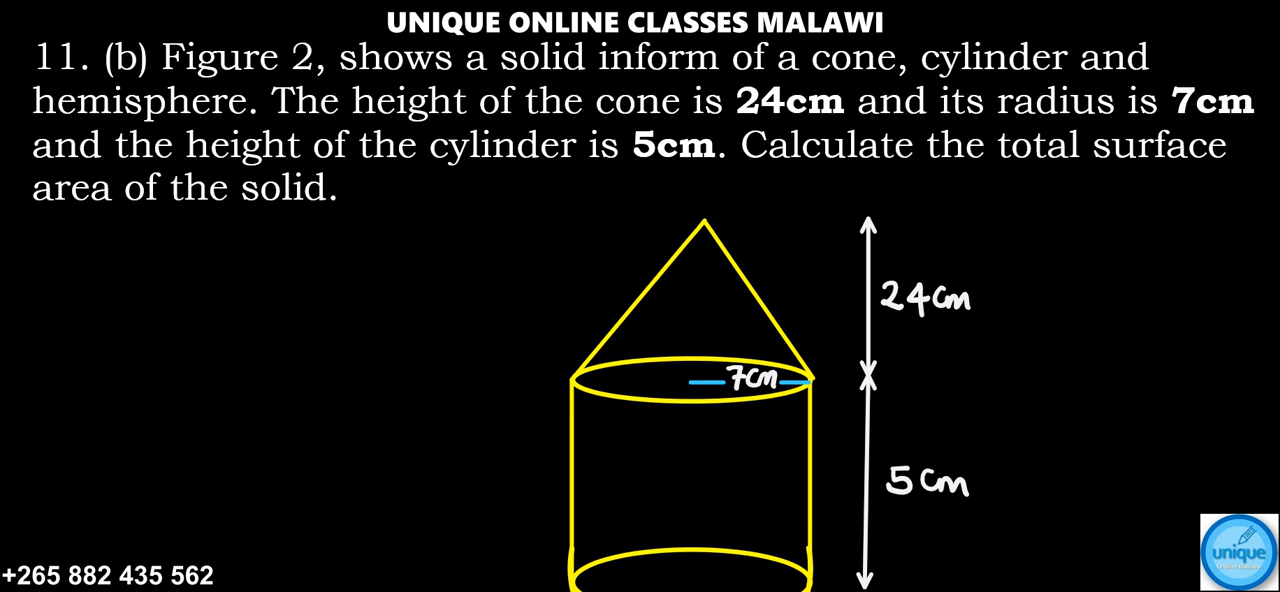 UNIQUE ONLINE CLASSES MALAWI
11. (b) Figure 2, shows a solid inform of a cone, cylinder and
hemisphere. The height of the cone is 24cm and its radius is 7cm
and the height of the cylinder is 5cm. Calculate the total surface
area of the solid.
24cm
7cm
5cm
unique
Online classes
+265 882 435 562